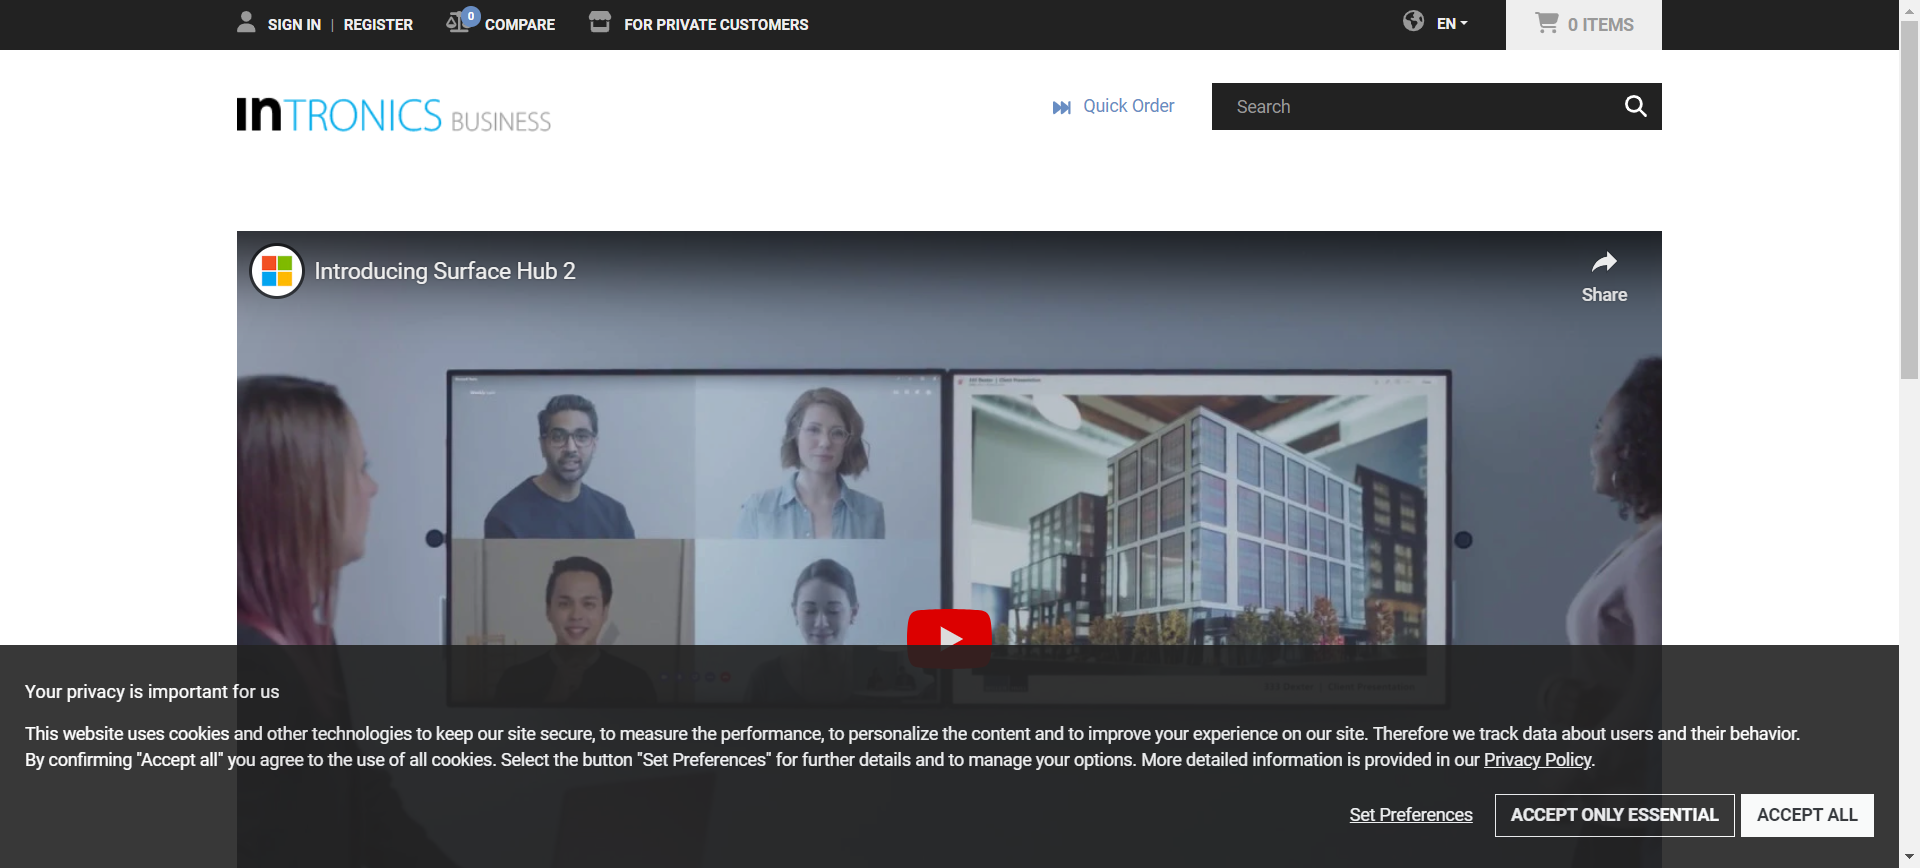 SIGN IN | REGISTER
0
COMPARE
FOR PRIVATE CUSTOMERS
EN
0 ITEMS
INTRONICS BUSINESS
Quick Order
Search
Introducing Surface Hub 2
Share
Your privacy is important for us
This website uses cookies and other technologies to keep our site secure, to measure the performance, to personalize the content and to improve your experience on our site. Therefore we track data about users and their behavior.
By confirming "Accept all" you agree to the use of all cookies. Select the button "Set Preferences" for further details and to manage your options. More detailed information is provided in our Privacy Policy.
Set Preferences
ACCEPT ONLY ESSENTIAL
ACCEPT ALL